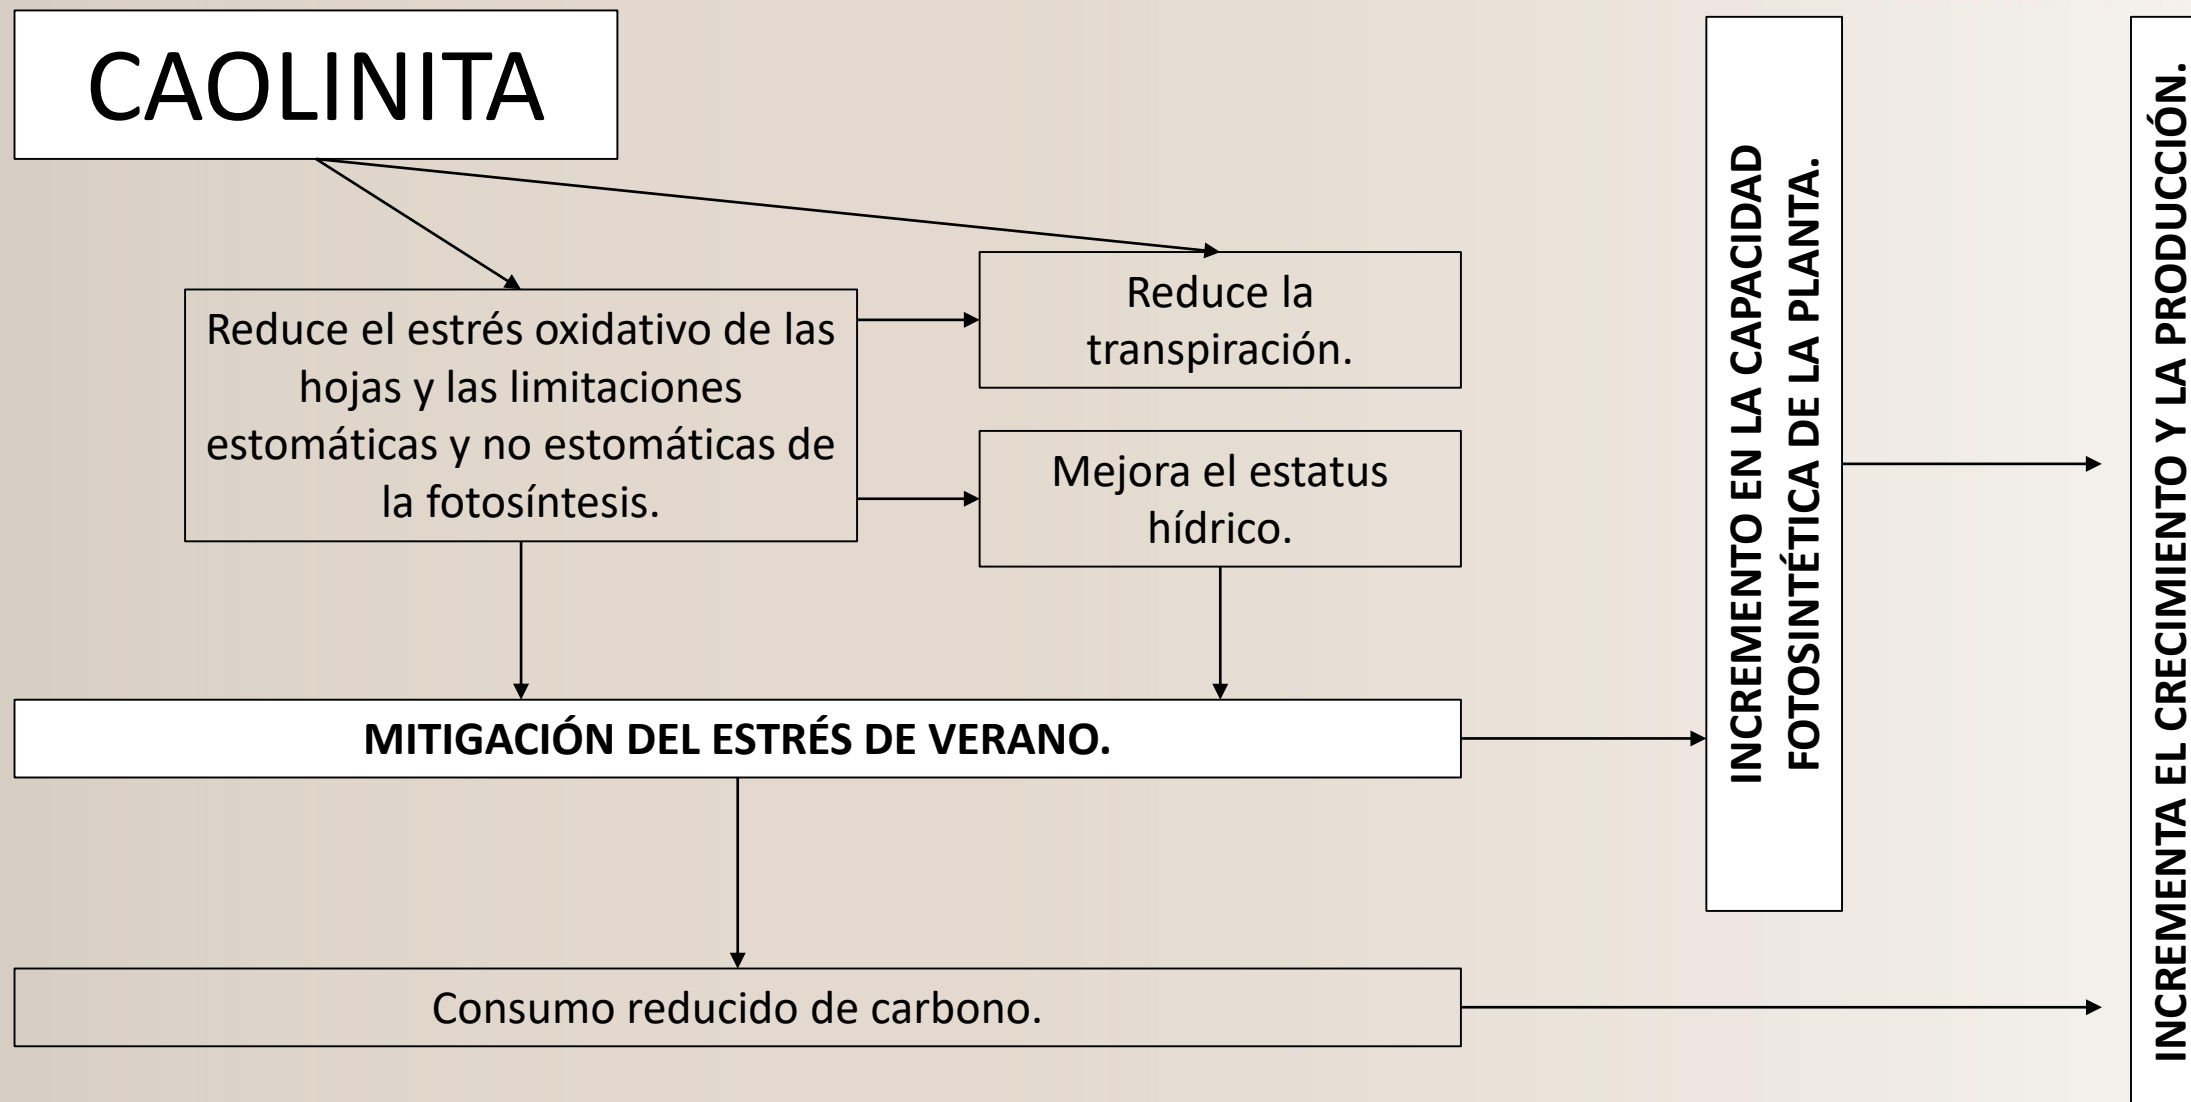 CAOLINITA
Reduce el estrés oxidativo de las
hojas y las limitaciones
estomáticas y no estomáticas de
la fotosíntesis.
Reduce la
transpiración.
Mejora el estatus
hídrico.
MITIGACIÓN DEL ESTRÉS DE VERANO.
Consumo reducido de carbono.
INCREMENTO EN LA CAPACIDAD
FOTOSINTÉTICA DE LA PLANTA.
INCREMENTA EL CRECIMIENTO Y LA PRODUCCIÓN.